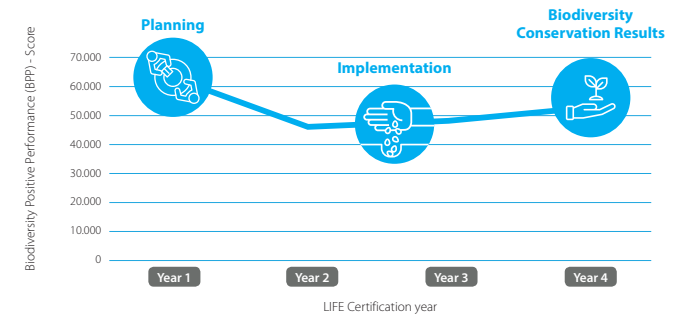 Biodiversity
Conservation Results
Planning
Implementation
Biodiversity Positive Performance (BPP) - Score
70.000
60.000
50.000
40.000
30.000
20.000
10.000
0
Year 1
Year 2
Year 3
Year 4
LIFE Certification year